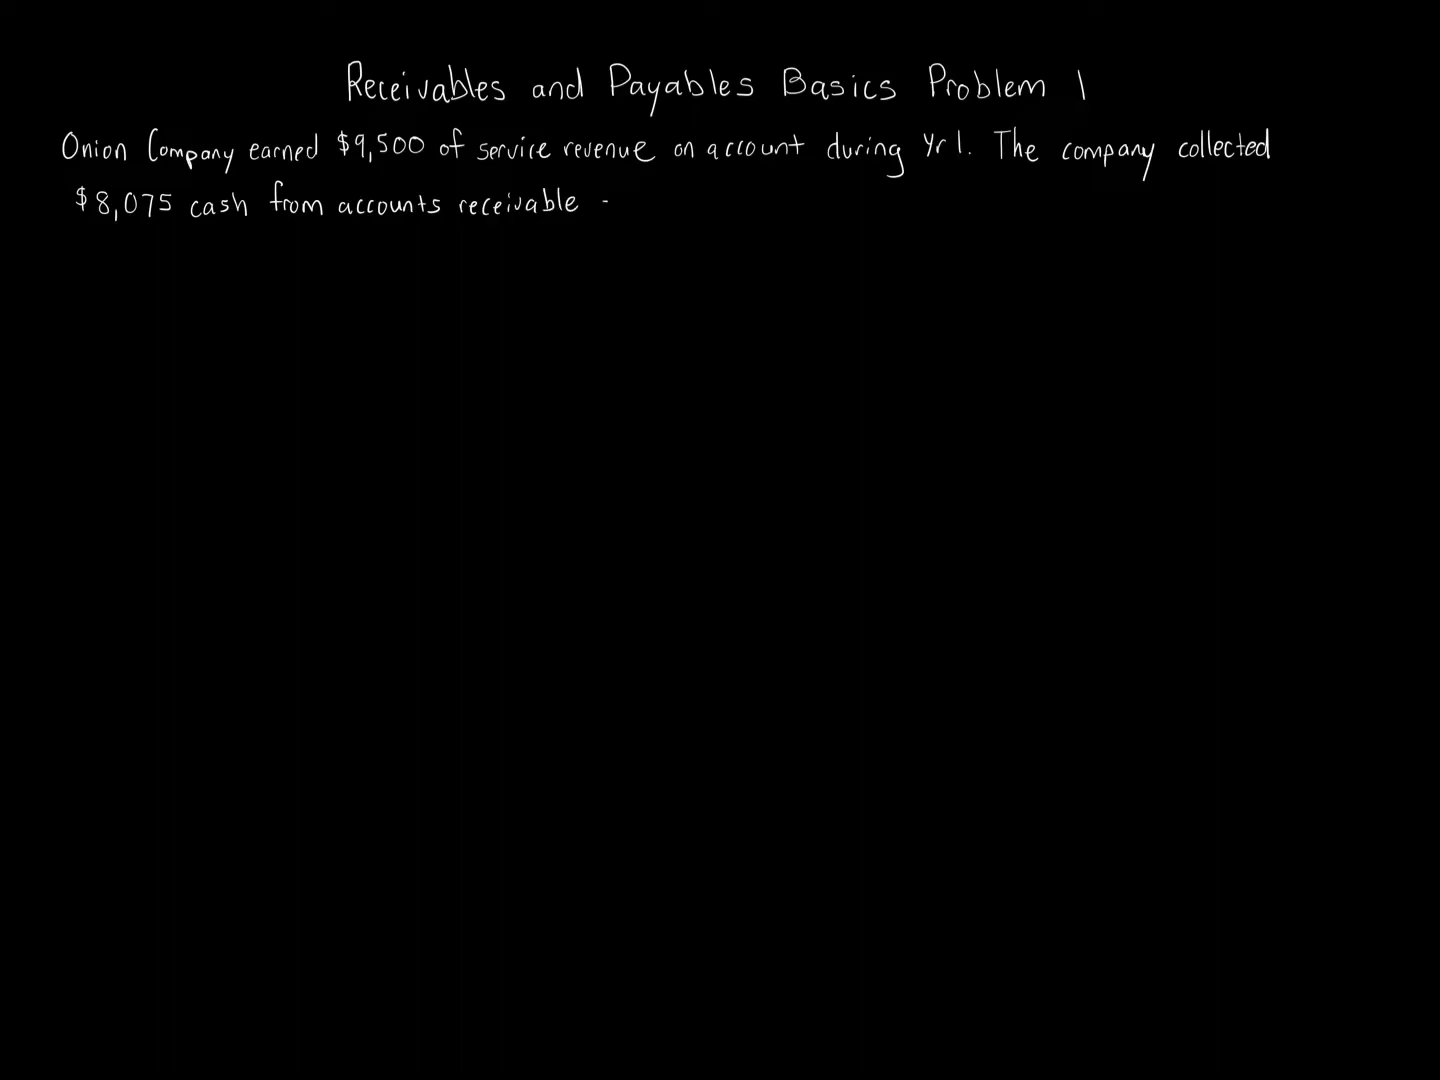 Receivables and Payables Basics Problem 1
Onion Company earned $9,500 of service revenue on account during Yr 1. The company collected
$8,075 cash from accounts receivable